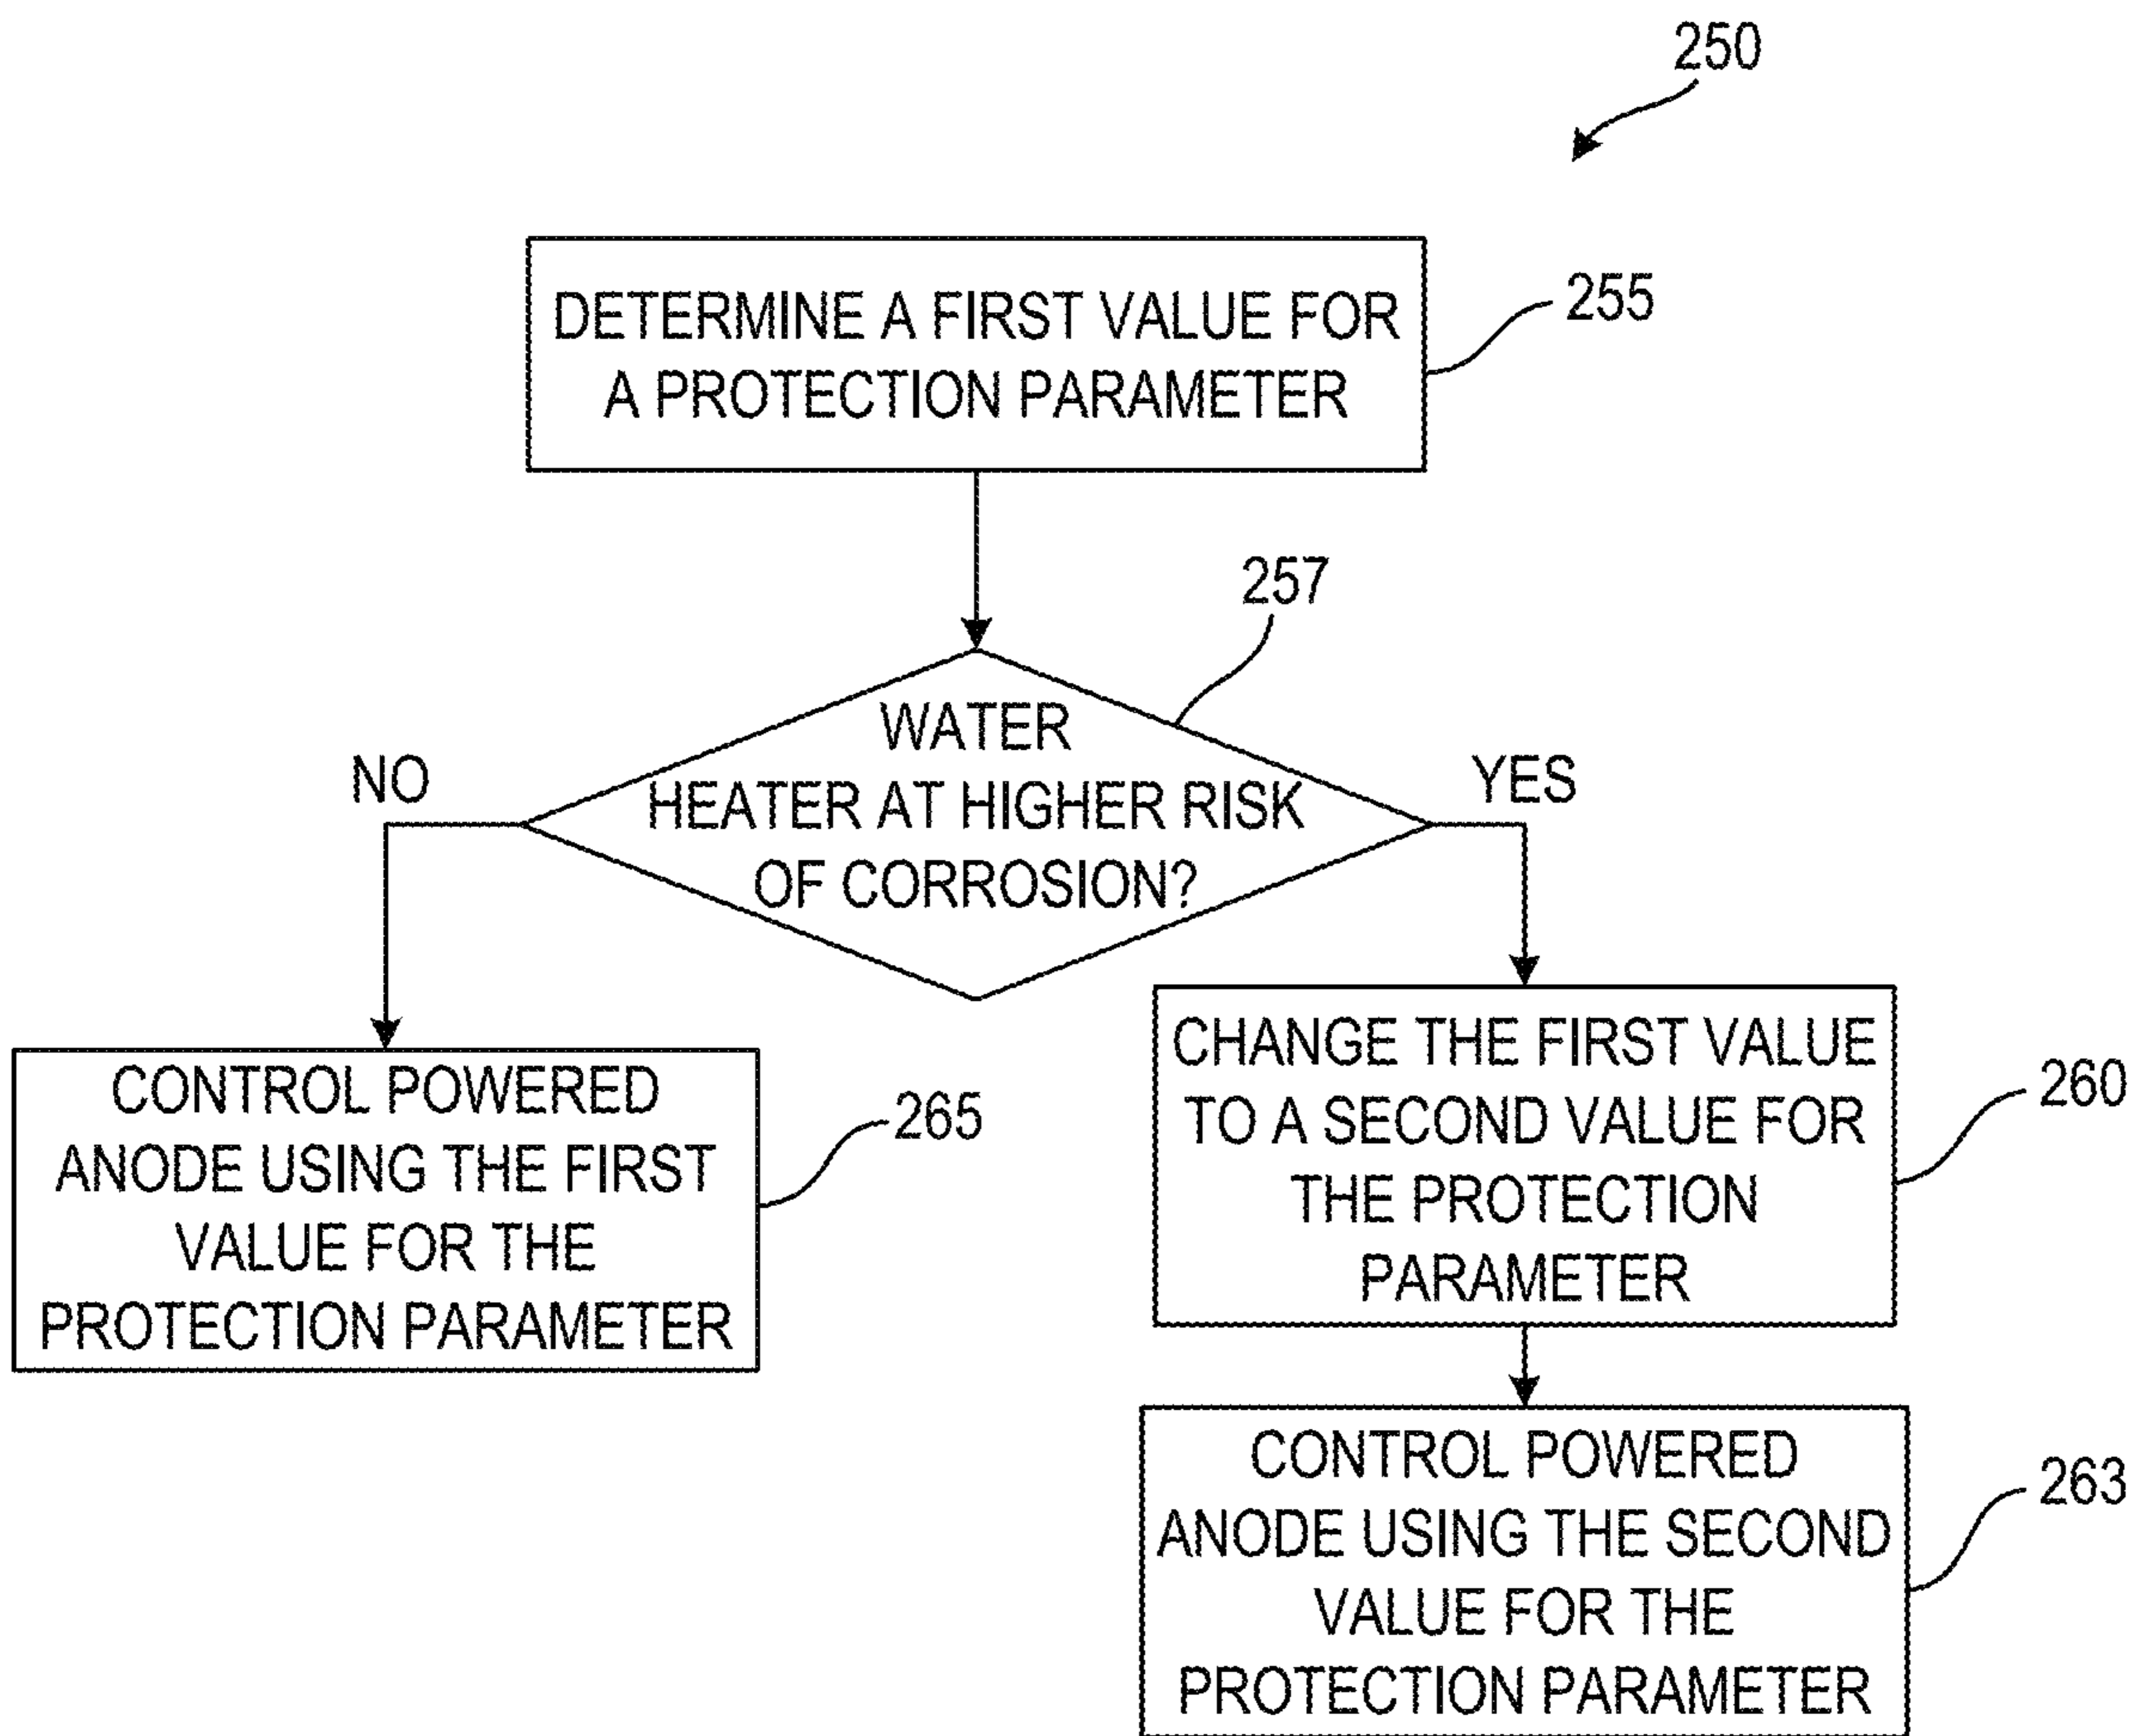 250
DETERMINE A FIRST VALUE FOR
A PROTECTION PARAMETER
255
257
WATER
HEATER AT HIGHER RISK
OF CORROSION?
NO
YES
CONTROL POWERED
ANODE USING THE FIRST
VALUE FOR THE
PROTECTION PARAMETER
265
CHANGE THE FIRST VALUE
TO A SECOND VALUE FOR
THE PROTECTION
PARAMETER
260
CONTROL POWERED
ANODE USING THE SECOND
VALUE FOR THE
PROTECTION PARAMETER
263